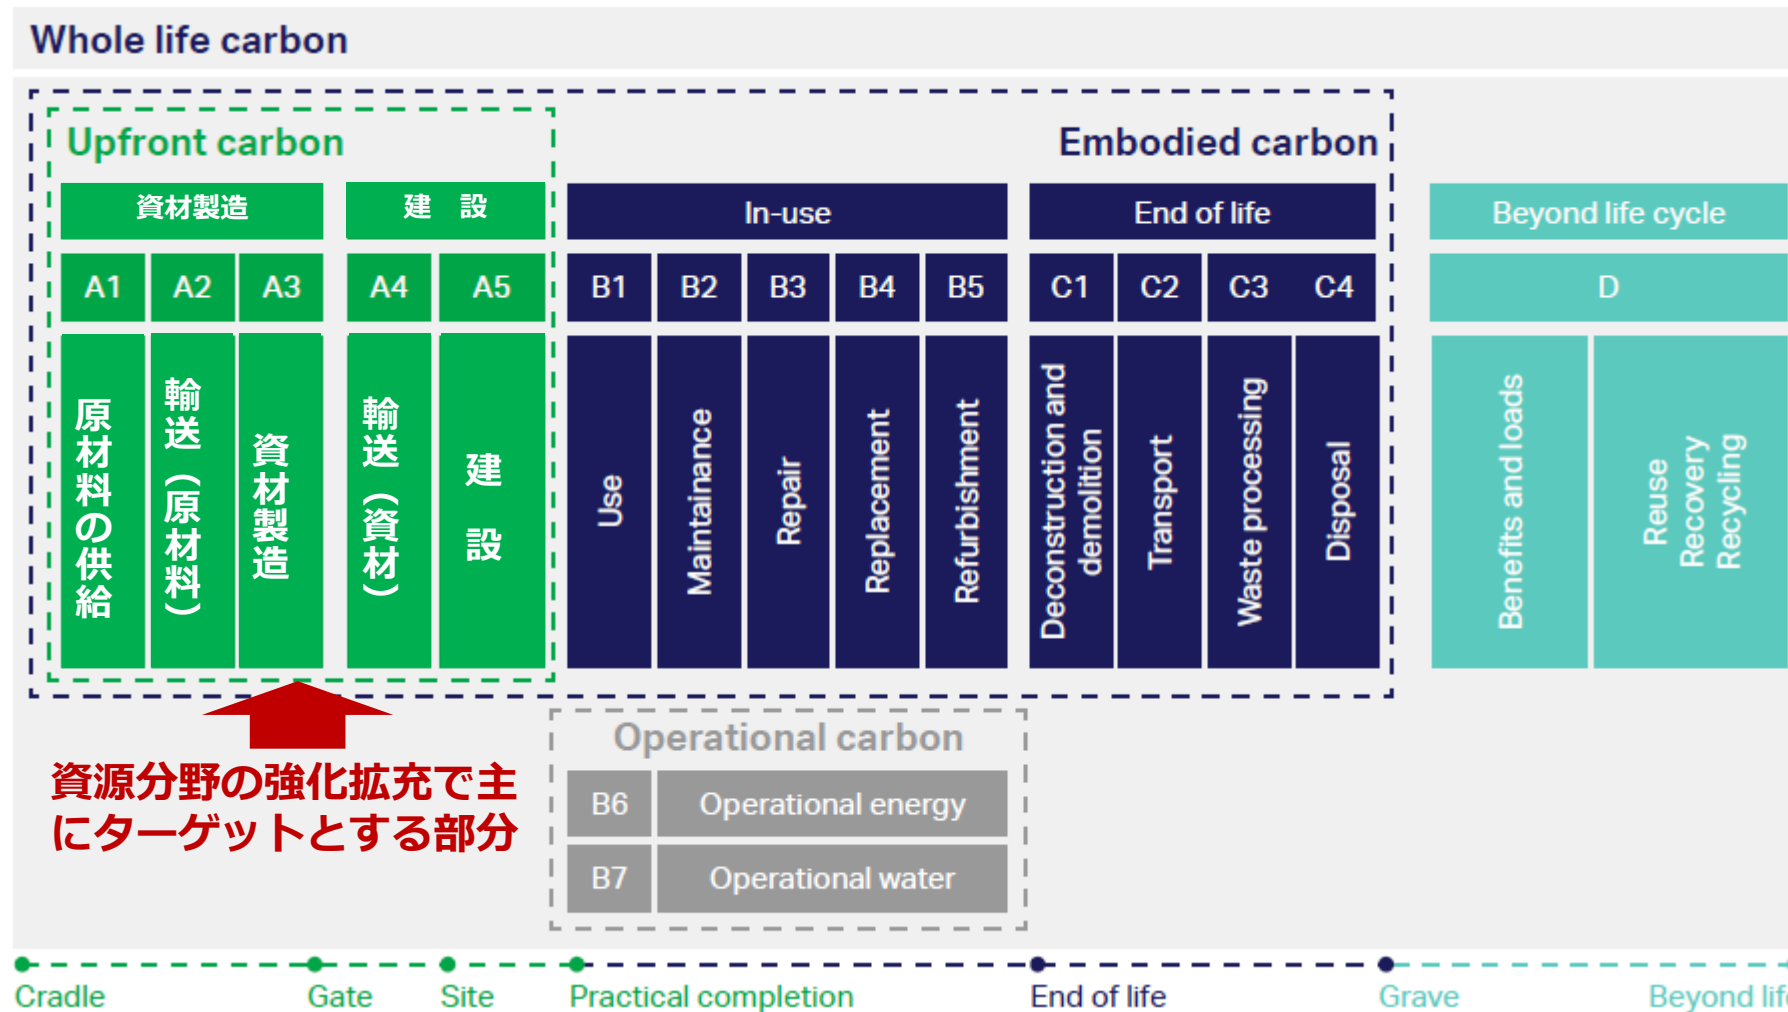 Whole life carbon
Upfront carbon
Embodied carbon
資材製造
建　設
In-use
End of life
Beyond life cycle
A1
A2
A3
A4
A5
B1
B2
B3
B4
B5
C1
C2
C3
C4
D
原材料の供給
輸送（原材料）
資材製造
輸送（資材）
建　設
Use
Maintainance
Repair
Replacement
Refurbishment
Deconstruction and
demolition
Transport
Waste processing
Disposal
Benefits and loads
Reuse
Recovery
Recycling
資源分野の強化拡充で主
にターゲットとする部分
Operational carbon
B6
Operational energy
B7
Operational water
Cradle
Gate
Site
Practical completion
End of life
Grave
Beyond life